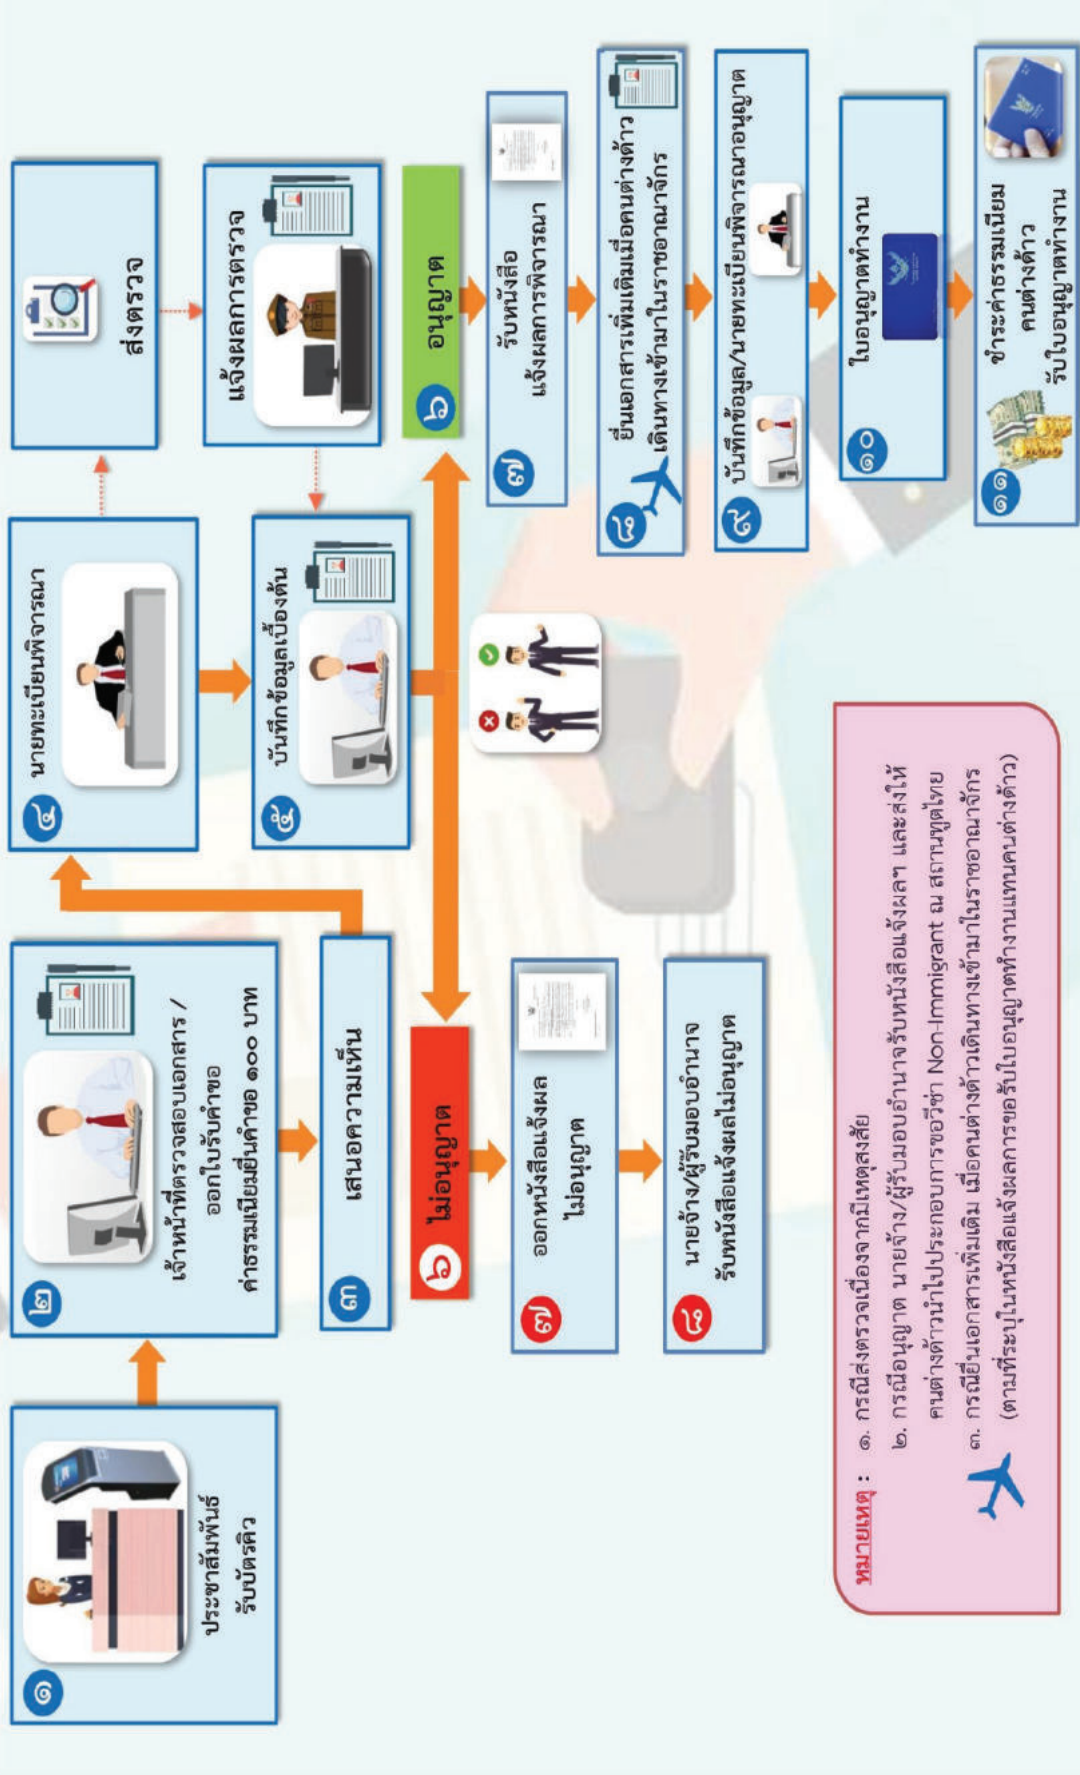 ๑
ประชาสัมพันธ์
รับบัตรคิว
๒
เจ้าหน้าที่ตรวจสอบเอกสาร /
ออกใบรับคำขอ
ค่าธรรมเนียมยื่นคำขอ ๑๐๐ บาท
๓
เสนอความเห็น
๔
นายทะเบียนพิจารณา
ส่งตรวจ
แจ้งผลการตรวจ
๕
บันทึกข้อมูลเบื้องต้น
๖
ไม่อนุญาต
๗
ออกหนังสือแจ้งผล
ไม่อนุญาต
๘
นายจ้าง/ผู้รับมอบอำนาจ
รับหนังสือแจ้งผลไม่อนุญาต
๖
อนุญาต
๗
รับหนังสือ
แจ้งผลการพิจารณา
๘
ยื่นเอกสารเพิ่มเติมเมื่อคนต่างด้าว
เดินทางเข้ามาในราชอาณาจักร
๙
บันทึกข้อมูล/นายทะเบียนพิจารณาอนุญาต
๑๐
ใบอนุญาตทำงาน
๑๑
ชำระค่าธรรมเนียม
คนต่างด้าว
รับใบอนุญาตทำงาน
หมายเหตุ : ๑. กรณีส่งตรวจเนื่องจากมีเหตุสงสัย
๒. กรณีอนุญาต นายจ้าง/ผู้รับมอบอำนาจรับหนังสือแจ้งผลฯ และส่งให้
คนต่างด้าวนำไปประกอบการขอวีซ่า Non-Immigrant ณ สถานทูตไทย
๓. กรณียื่นเอกสารเพิ่มเติม เมื่อคนต่างด้าวเดินทางเข้ามาในราชอาณาจักร
(ตามที่ระบุในหนังสือแจ้งผลการขอรับใบอนุญาตทำงานแทนคนต่างด้าว)